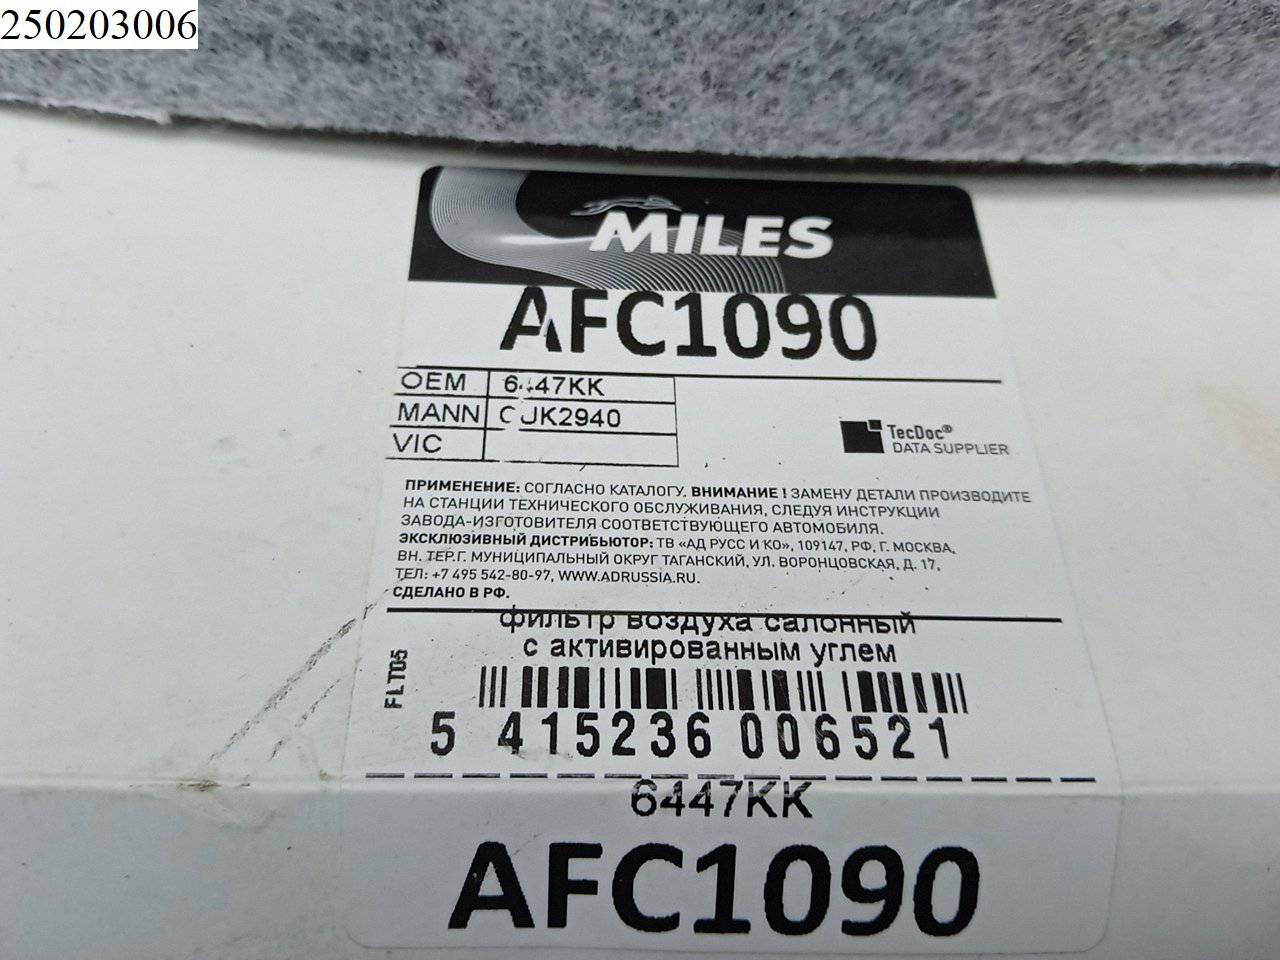 250203006
MILES
AFC1090
OEM 6447KK
MANN CUK2940
VIC
TecDoc®
DATA SUPPLIER
ПРИМЕНЕНИЕ: СОГЛАСНО КАТАЛОГУ. ВНИМАНИЕ ! ЗАМЕНУ ДЕТАЛИ ПРОИЗВОДИТЕ
НА СТАНЦИИ ТЕХНИЧЕСКОГО ОБСЛУЖИВАНИЯ, СЛЕДУЯ ИНСТРУКЦИИ
ЗАВОДА-ИЗГОТОВИТЕЛЯ СООТВЕТСТВУЮЩЕГО АВТОМОБИЛЯ.
ЭКСКЛЮЗИВНЫЙ ДИСТРИБЬЮТОР: ТВ «АД РУСС И КО», 109147, РФ, Г. МОСКВА,
ВН. ТЕР.Г. МУНИЦИПАЛЬНЫЙ ОКРУГ ТАГАНСКИЙ, УЛ. ВОРОНЦОВСКАЯ, Д. 17,
ТЕЛ: +7 495 542-80-97, WWW.ADRUSSIA.RU.
СДЕЛАНО В РФ.
фильтр воздуха салонный
с активированным углем
FLT05
5 415236 006521
6447KK
AFC1090